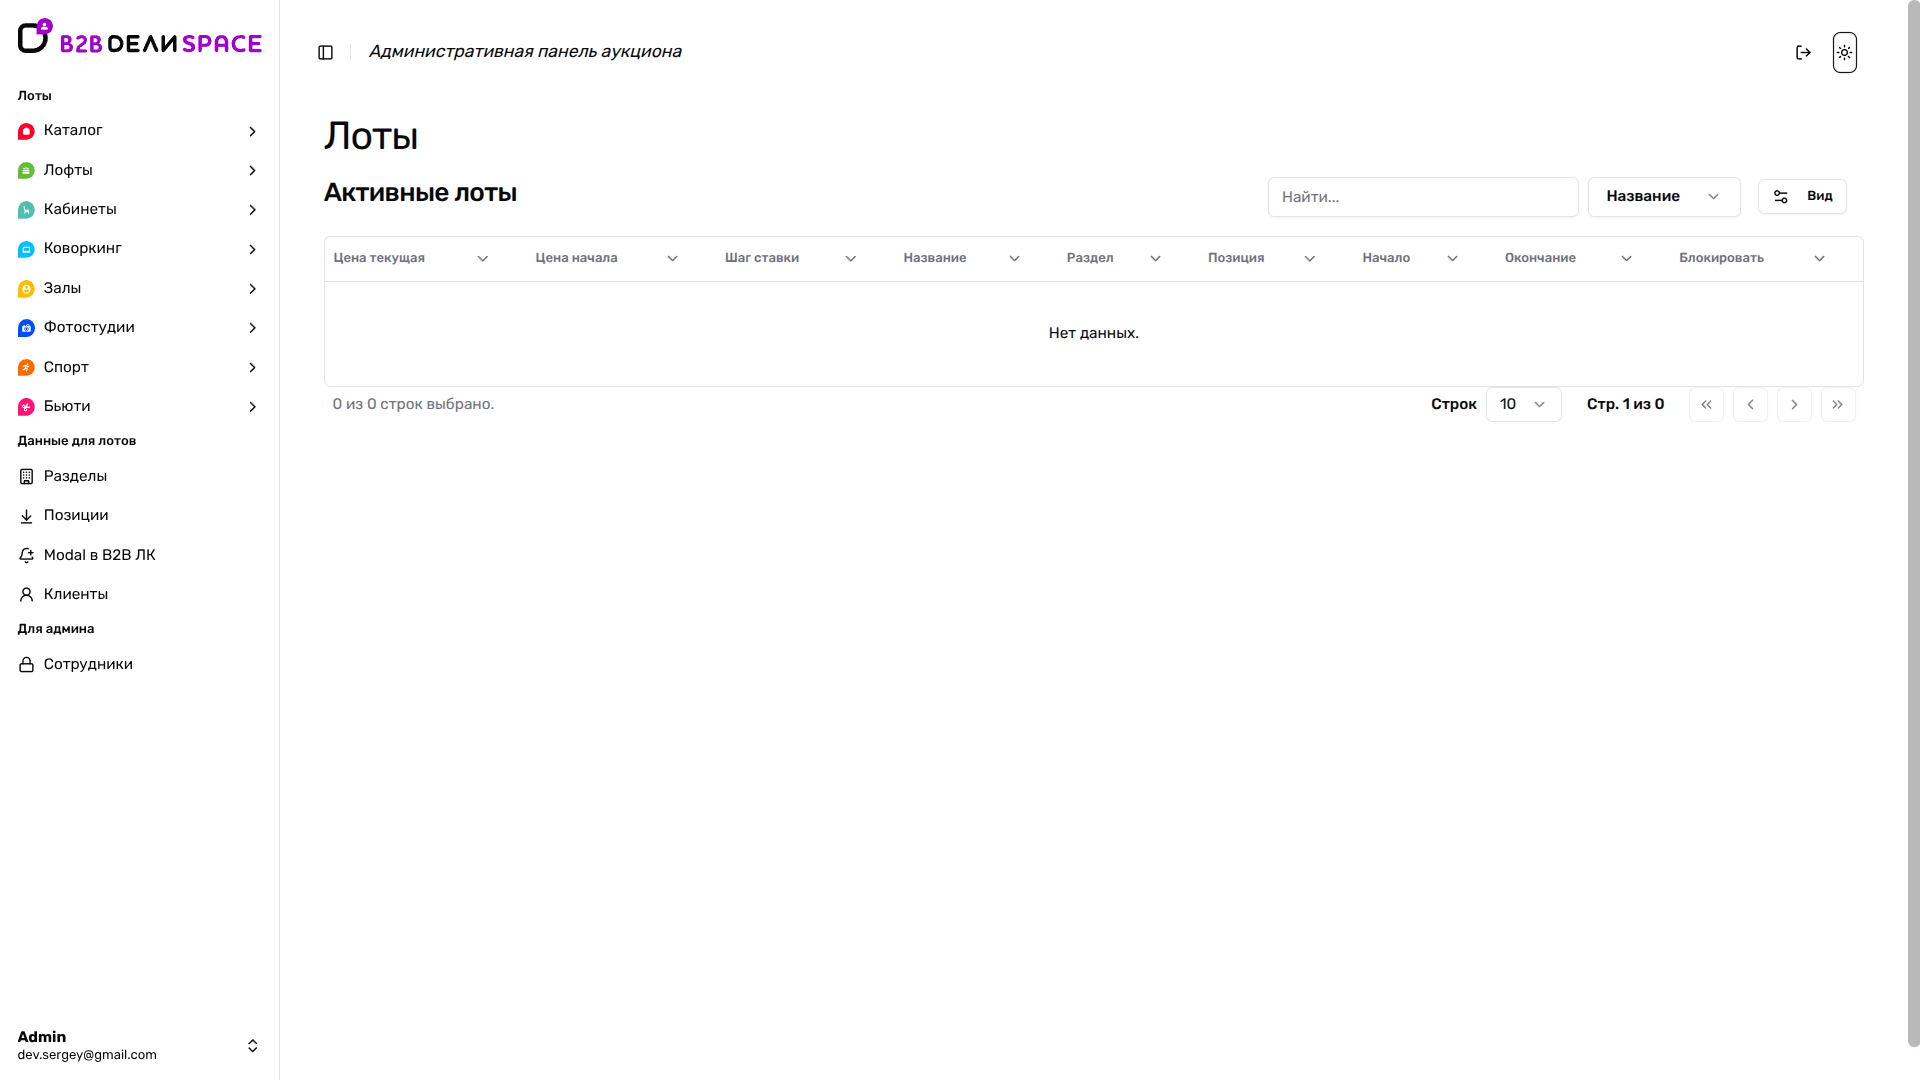 B2B DEЛИ SPACE
Лоты
Каталог
Лофты
Кабинеты
Коворкинг
Залы
Фотостудии
Спорт
Бьюти
Данные для лотов
Разделы
Позиции
Modal в B2B ЛК
Клиенты
Для админа
Сотрудники
Admin
dev.sergey@gmail.com
Административная панель аукциона
Лоты
Активные лоты
Найти...
Название
Вид
Цена текущая Цена начала Шаг ставки Название Раздел Позиция Начало Окончание Блокировать
Нет данных.
0 из 0 строк выбрано.
Строк 10 Стр. 1 из 0